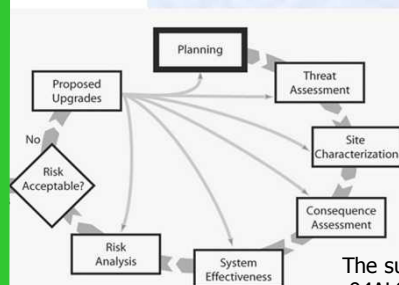 Planning
Threat
Assessment
Site
Characterization
Consequence
Assessment
System
Effectiveness
Risk
Analysis
Risk
Acceptable?
No
Proposed
Upgrades
The su